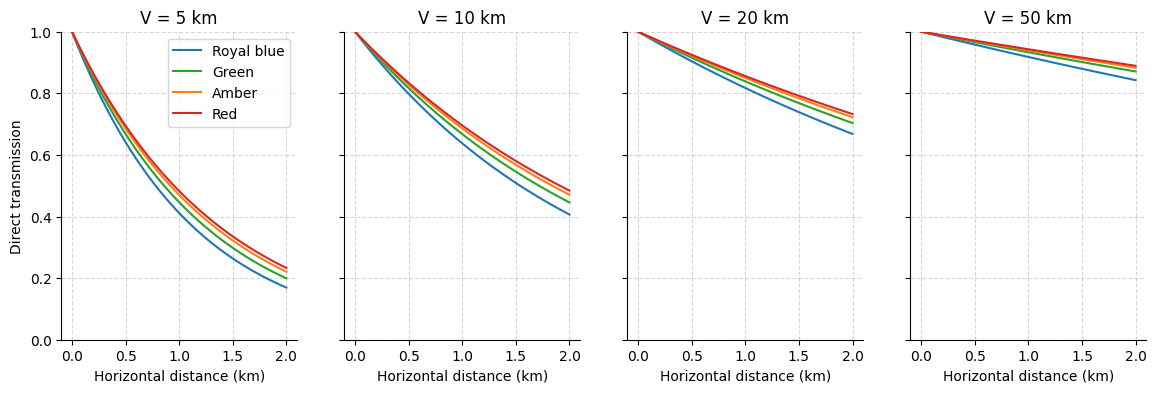 V = 5 km
V = 10 km
V = 20 km
V = 50 km
Direct transmission
1.0
0.8
0.6
0.4
0.2
0.0
Royal blue
Green
Amber
Red
0.0 0.5 1.0 1.5 2.0
0.0 0.5 1.0 1.5 2.0
0.0 0.5 1.0 1.5 2.0
0.0 0.5 1.0 1.5 2.0
Horizontal distance (km)
Horizontal distance (km)
Horizontal distance (km)
Horizontal distance (km)